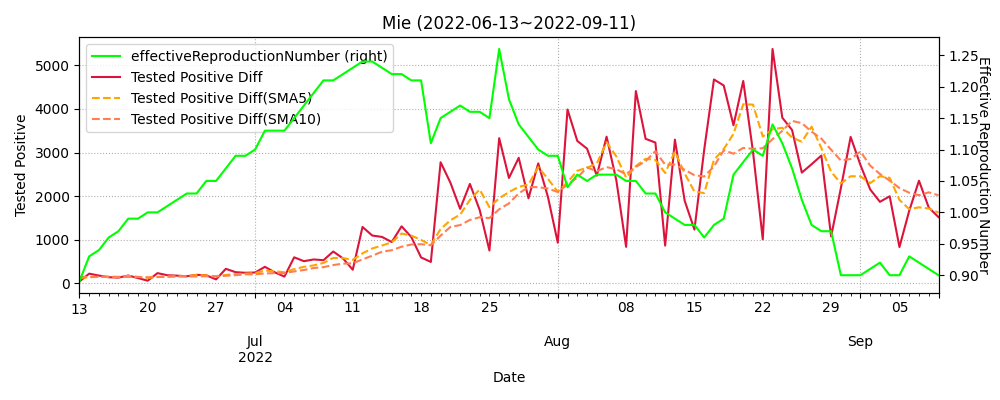 Mie (2022-06-13~2022-09-11)
effectiveReproductionNumber (right)
Tested Positive Diff
Tested Positive Diff(SMA5)
Tested Positive Diff(SMA10)
Tested Positive
5000
4000
3000
2000
1000
0
1.25
1.20
1.15
1.10
1.05
1.00
0.95
0.90
Effective Reproduction Number
13 20 27 04 11 18 25 08 15 22 29 05
Jul Aug Sep
2022
Date